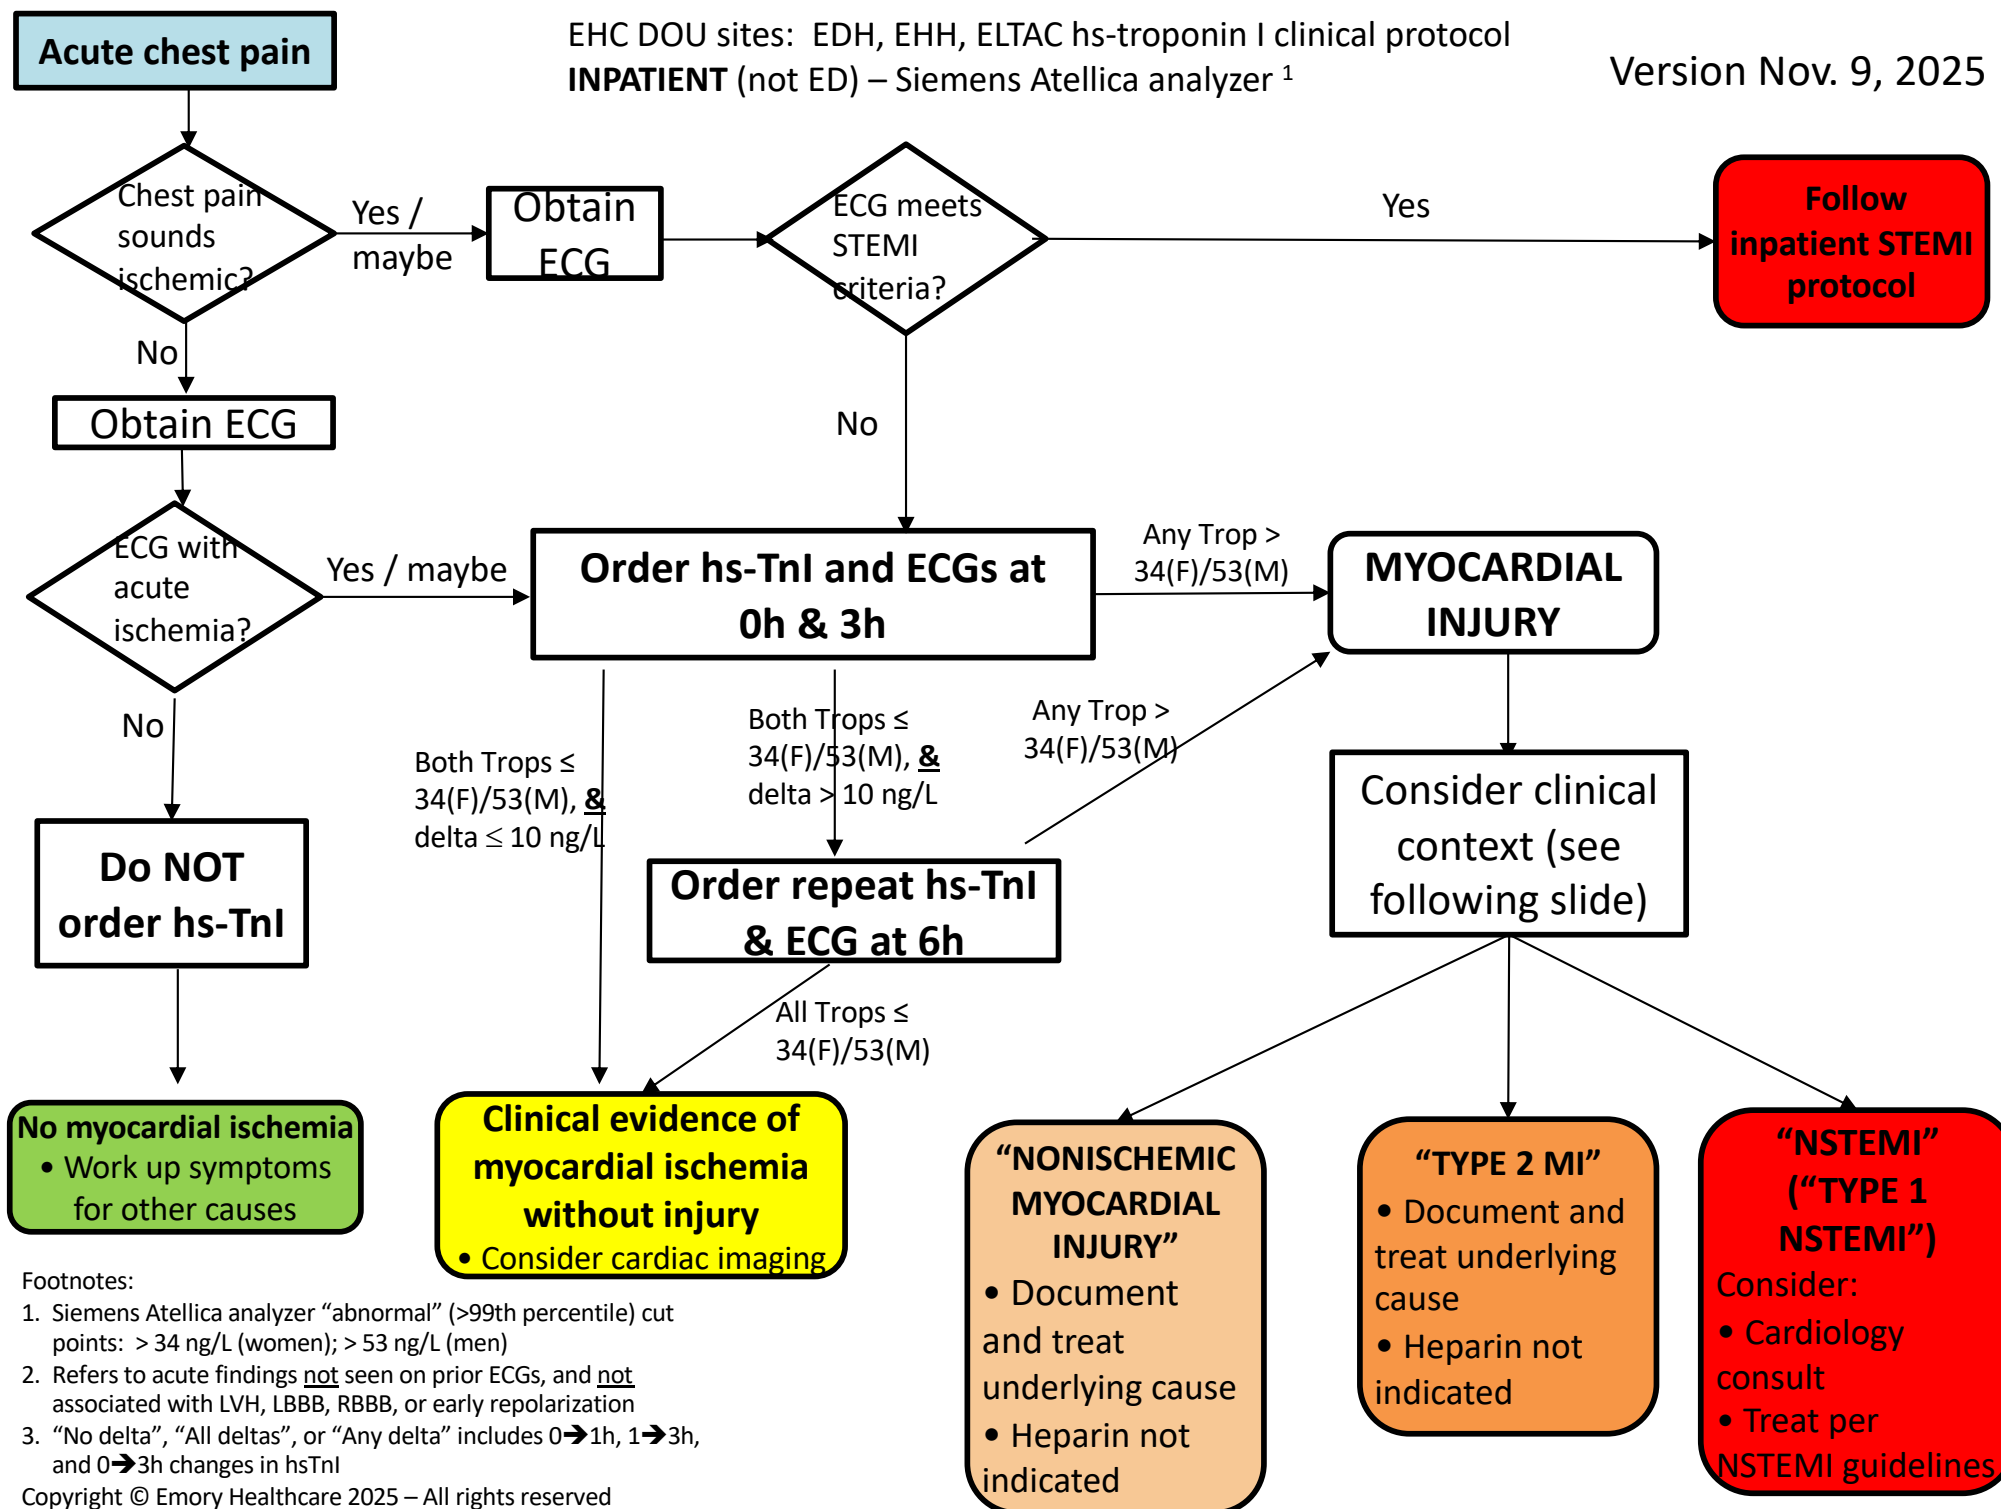 Acute chest pain
EHC DOU sites: EDH, EHH, ELTAC hs-troponin I clinical protocol
INPATIENT (not ED) – Siemens Atellica analyzer 1
Version Nov. 9, 2025
Chest pain
sounds
ischemic?
Yes /
maybe
Obtain
ECG
ECG meets
STEMI
criteria?
Yes
Follow
inpatient STEMI
protocol
No
Obtain ECG
No
ECG with
acute
ischemia?
Yes / maybe
Order hs-TnI and ECGs at
0h & 3h
Any Trop >
34(F)/53(M)
MYOCARDIAL
INJURY
No
Both Trops ≤
34(F)/53(M), &
delta ≤ 10 ng/L
Both Trops ≤
34(F)/53(M), &
delta > 10 ng/L
Any Trop >
34(F)/53(M)
Consider clinical
context (see
following slide)
Do NOT
order hs-TnI
Order repeat hs-TnI
& ECG at 6h
All Trops ≤
34(F)/53(M)
No myocardial ischemia
• Work up symptoms
for other causes
Clinical evidence of
myocardial ischemia
without injury
• Consider cardiac imaging
“NONISCHEMIC
MYOCARDIAL
INJURY”
• Document
and treat
underlying cause
• Heparin not
indicated
“TYPE 2 MI”
• Document and
treat underlying
cause
• Heparin not
indicated
“NSTEMI”
(“TYPE 1
NSTEMI”)
Consider:
• Cardiology
consult
• Treat per
NSTEMI guidelines
Footnotes:
1. Siemens Atellica analyzer “abnormal” (>99th percentile) cut
points: > 34 ng/L (women); > 53 ng/L (men)
2. Refers to acute findings not seen on prior ECGs, and not
associated with LVH, LBBB, RBBB, or early repolarization
3. “No delta”, “All deltas”, or “Any delta” includes 0➔1h, 1➔3h,
and 0➔3h changes in hsTnI
Copyright © Emory Healthcare 2025 – All rights reserved